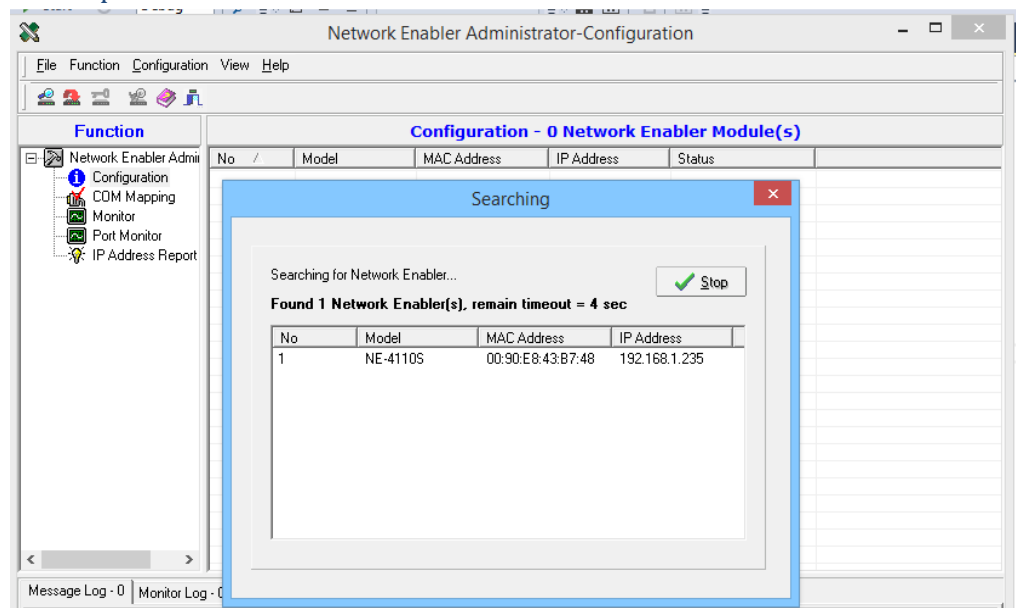 Network Enabler Administrator-Configuration
File Function Configuration View Help
Function
Configuration - 0 Network Enabler Module(s)
Network Enabler Admi
Configuration
COM Mapping
Monitor
Port Monitor
IP Address Report
No / Model MAC Address IP Address Status
Searching
Searching for Network Enabler...
Stop
Found 1 Network Enabler(s), remain timeout = 4 sec
No Model MAC Address IP Address
1 NE-4110S 00:90:E8:43:B7:48 192.168.1.235
Message Log - 0 Monitor Log -